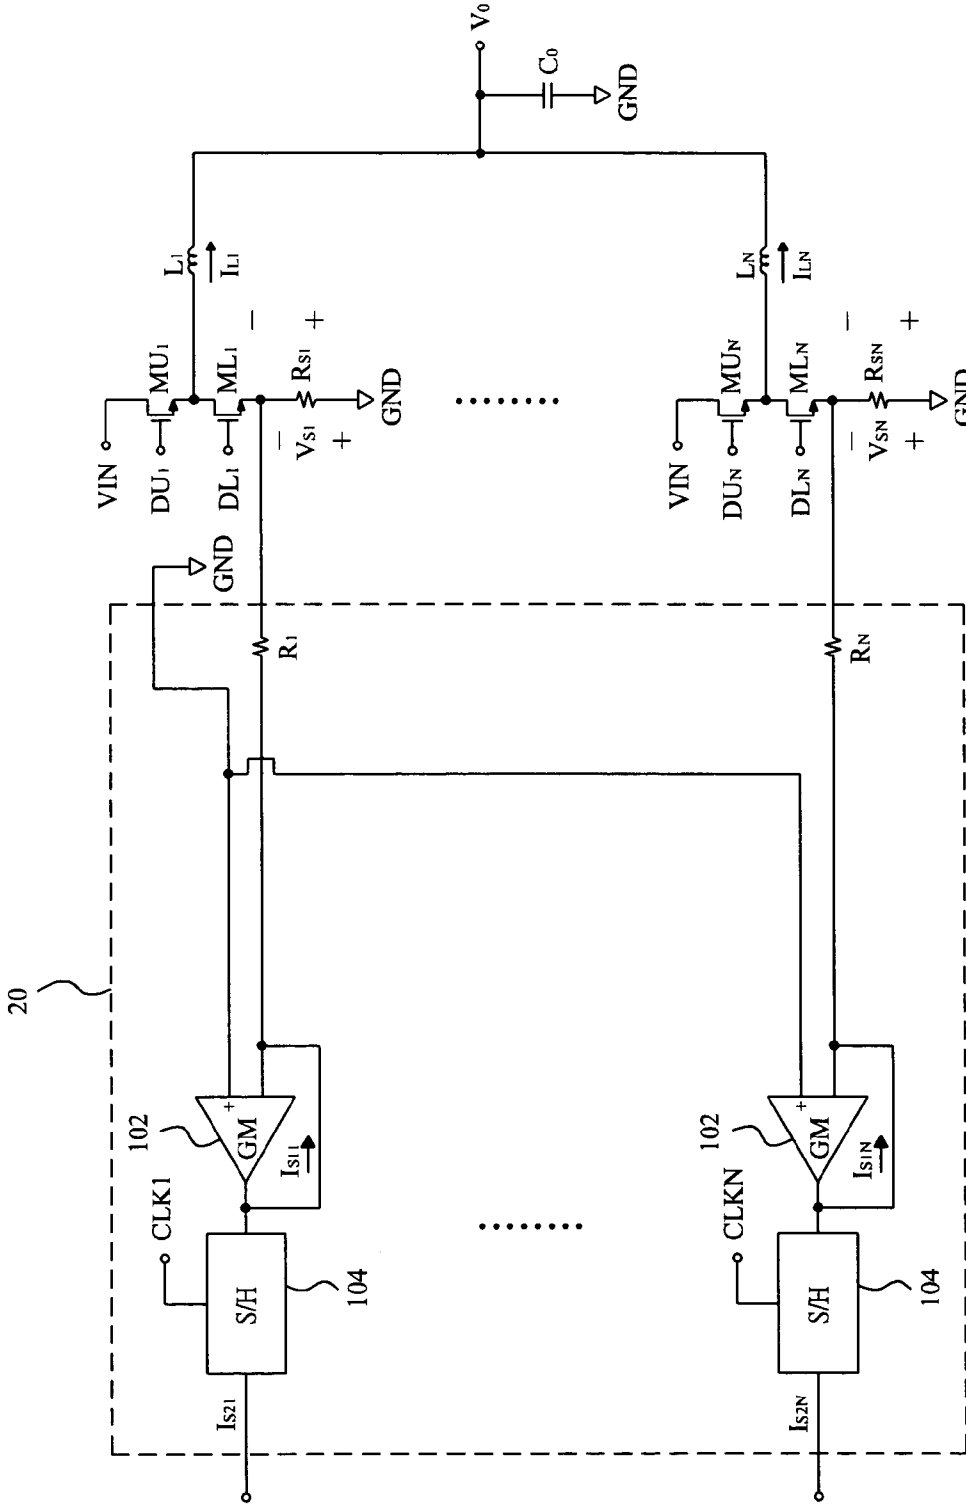 20
IS21
S/H
104
CLK1
102
GM
+
IS11
R1
GND
VIN
DU1
DL1
MU1
ML1
−
VS1
+
RS1
−
+
GND
L1
IL1
V0
C0
GND
IS2N
S/H
104
CLKN
102
GM
+
IS1N
RN
VIN
DUN
DLN
MUN
MLN
−
VSN
+
RSN
−
+
GND
LN
ILN